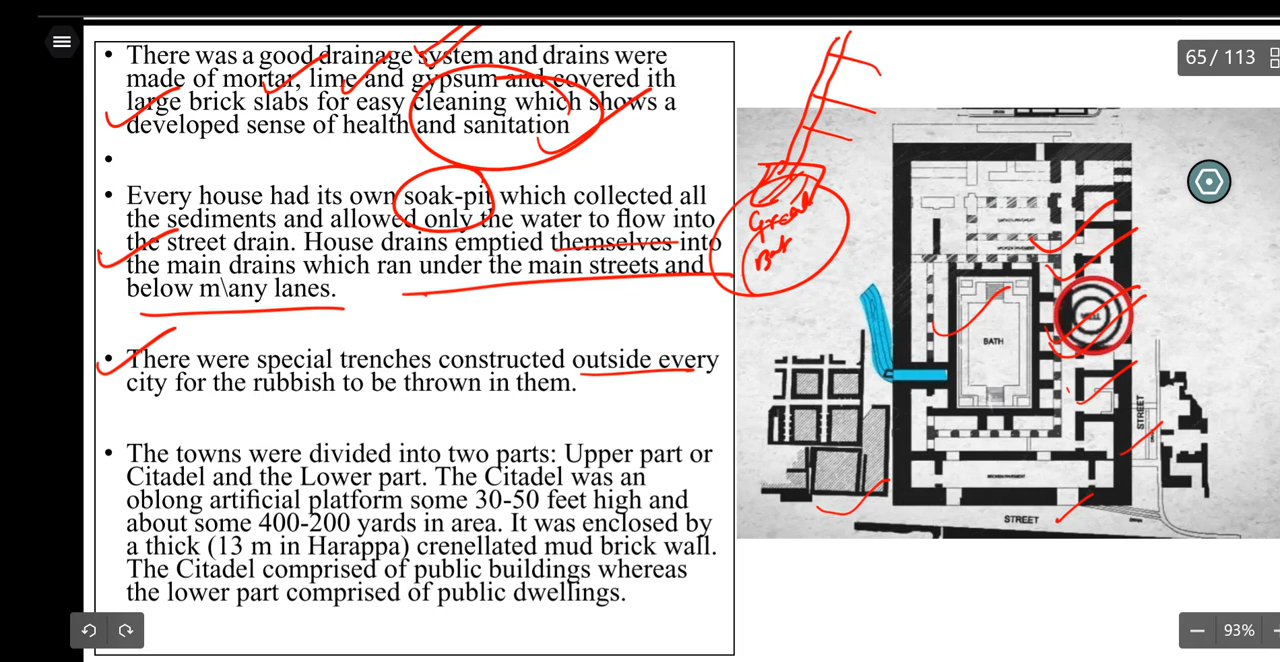 65 / 113
• There was a good drainage system and drains were
made of mortar, lime and gypsum and covered ith
large brick slabs for easy cleaning which shows a
developed sense of health and sanitation
•
• Every house had its own soak-pit which collected all
the sediments and allowed only the water to flow into
the street drain. House drains emptied themselves into
the main drains which ran under the main streets and
below m\any lanes.
• There were special trenches constructed outside every
city for the rubbish to be thrown in them.
• The towns were divided into two parts: Upper part or
Citadel and the Lower part. The Citadel was an
oblong artificial platform some 30-50 feet high and
about some 400-200 yards in area. It was enclosed by
a thick (13 m in Harappa) crenellated mud brick wall.
The Citadel comprised of public buildings whereas
the lower part comprised of public dwellings.
Great
BATH
WELL
STREET
STREET
93%